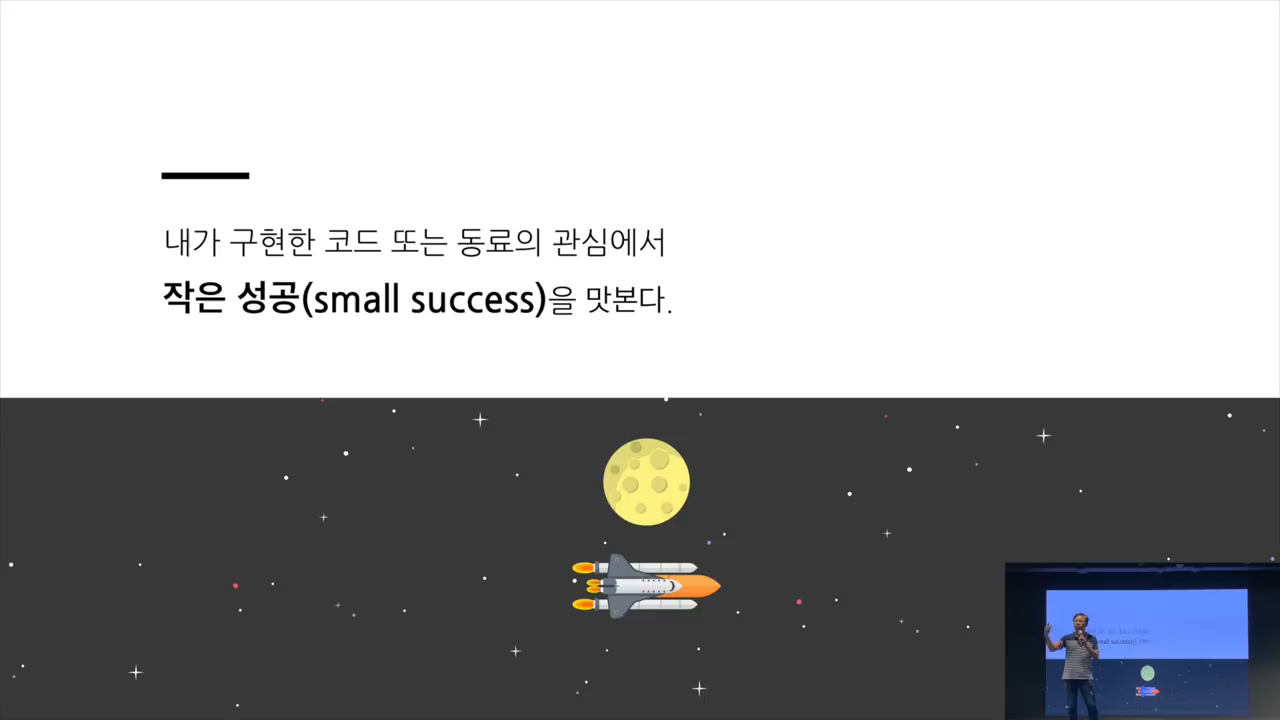 내가 구현한 코드 또는 동료의 관심에서
작은 성공(small success)을 맛본다.